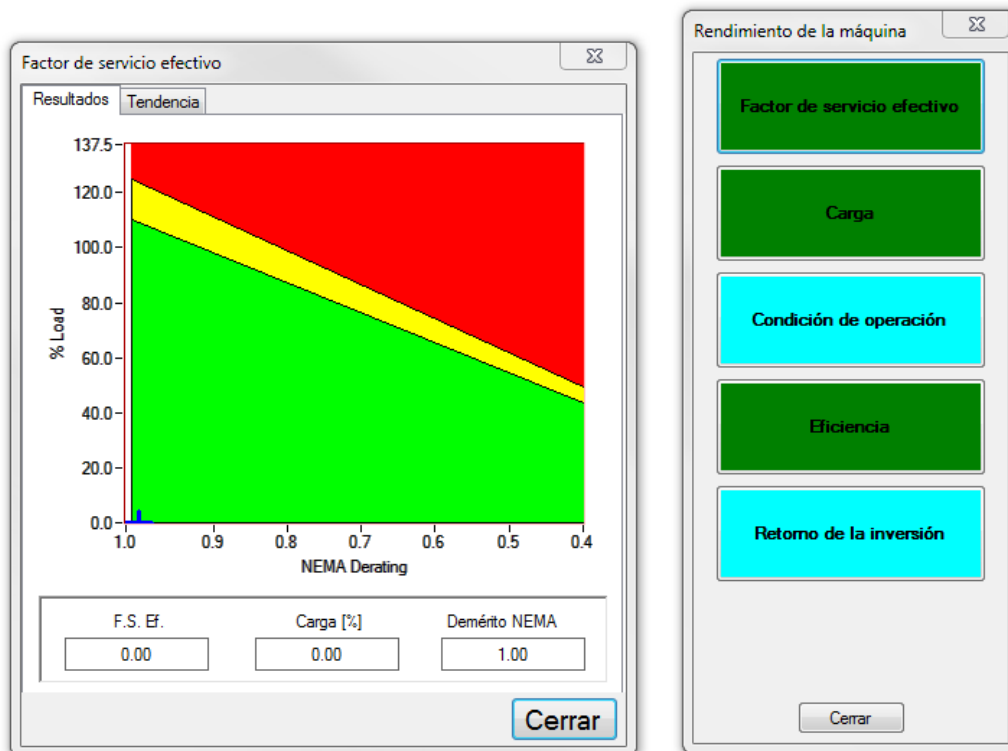 Factor de servicio efectivo
Resultados
Tendencia
137.5
120.0
100.0
80.0
60.0
40.0
20.0
0.0
% Load
1.0 0.9 0.8 0.7 0.6 0.5 0.4
NEMA Derating
F.S. Ef. Carga [%] Demérito NEMA
0.00 0.00 1.00
Cerrar
Rendimiento de la máquina
Factor de servicio efectivo
Carga
Condición de operación
Eficiencia
Retorno de la inversión
Cerrar